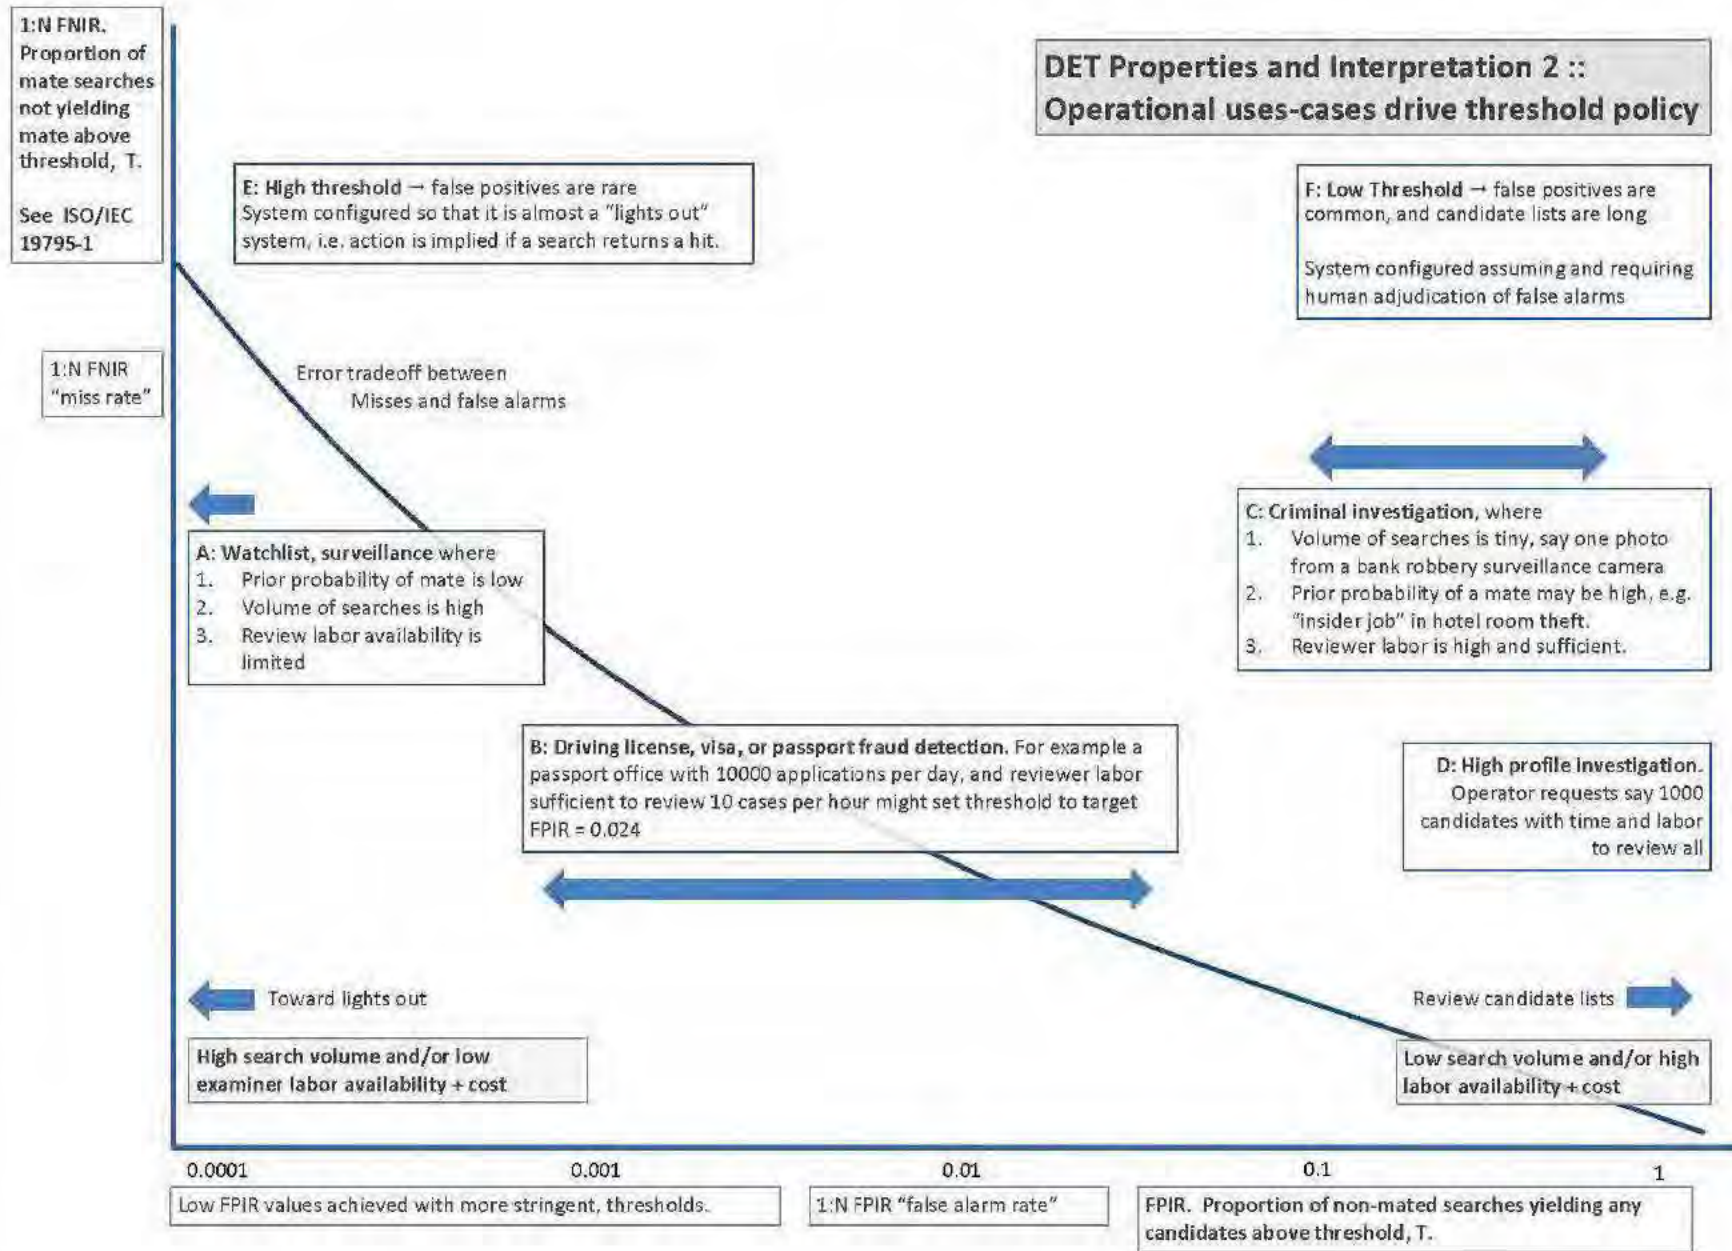 1:N FNIR.
Proportion of
mate searches
not yielding
mate above
threshold, T.
See ISO/IEC
19795-1
DET Properties and Interpretation 2 ::
Operational uses-cases drive threshold policy
E: High threshold → false positives are rare
System configured so that it is almost a "lights out"
system, i.e. action is implied if a search returns a hit.
F: Low Threshold → false positives are
common, and candidate lists are long
System configured assuming and requiring
human adjudication of false alarms
1:N FNIR
"miss rate"
Error tradeoff between
Misses and false alarms
A: Watchlist, surveillance where
1. Prior probability of mate is low
2. Volume of searches is high
3. Review labor availability is
limited
C: Criminal investigation, where
1. Volume of searches is tiny, say one photo
from a bank robbery surveillance camera
2. Prior probability of a mate may be high, e.g.
"insider job" in hotel room theft.
3. Reviewer labor is high and sufficient.
B: Driving license, visa, or passport fraud detection. For example a
passport office with 10000 applications per day, and reviewer labor
sufficient to review 10 cases per hour might set threshold to target
FPIR = 0.024
D: High profile investigation.
Operator requests say 1000
candidates with time and labor
to review all
Toward lights out
Review candidate lists
High search volume and/or low
examiner labor availability + cost
Low search volume and/or high
labor availability + cost
0.0001 0.001 0.01 0.1 1
Low FPIR values achieved with more stringent, thresholds.
1:N FPIR "false alarm rate"
FPIR. Proportion of non-mated searches yielding any
candidates above threshold, T.